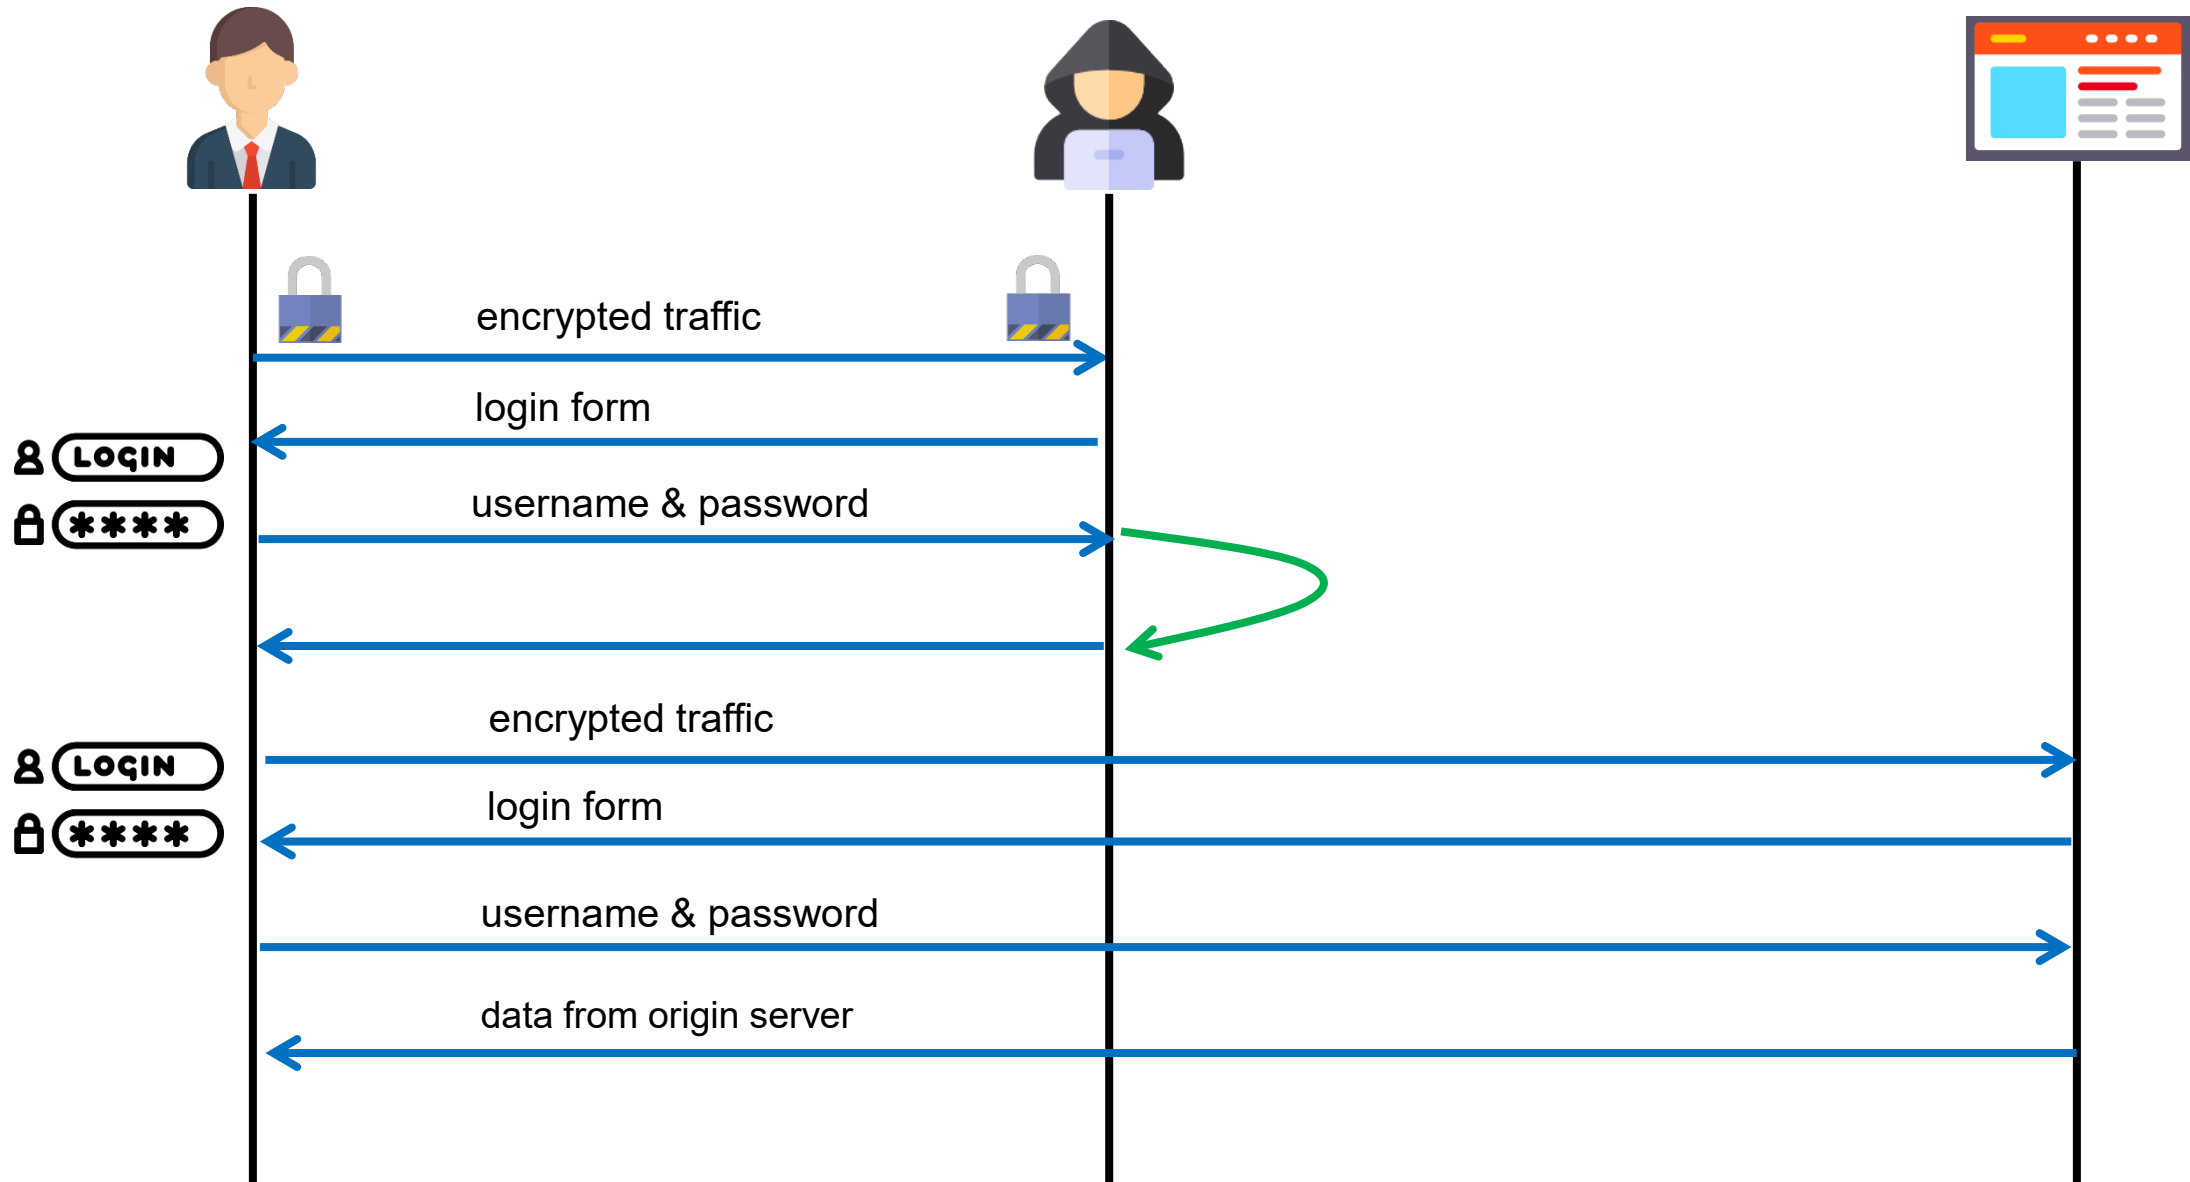 encrypted traffic
login form
LOGIN
username & password
****
encrypted traffic
LOGIN
login form
****
username & password
data from origin server